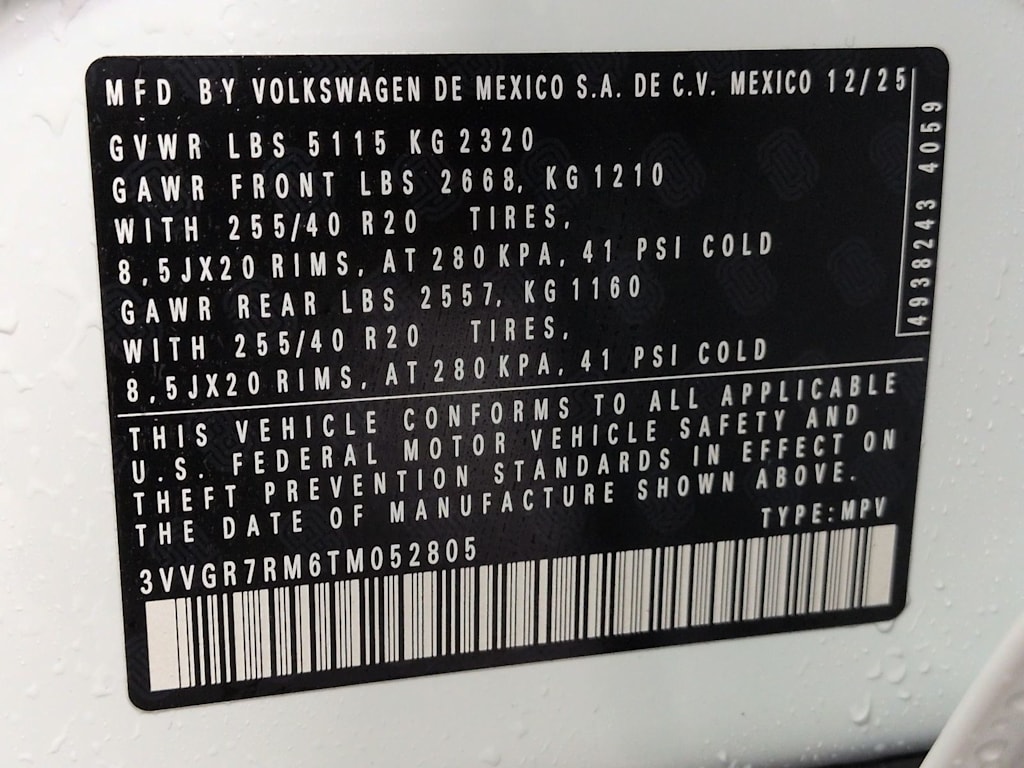 MFD BY VOLKSWAGEN DE MEXICO S.A. DE C.V. MEXICO 12/25
GVWR LBS 5115 KG 2320
GAWR FRONT LBS 2668, KG 1210
WITH 255/40 R20 TIRES,
8,5JX20 RIMS, AT 280 KPA, 41 PSI COLD
GAWR REAR LBS 2557, KG 1160
WITH 255/40 R20 TIRES,
8,5JX20 RIMS, AT 280 KPA, 41 PSI COLD
4938243 4059
THIS VEHICLE CONFORMS TO ALL APPLICABLE
U.S. FEDERAL MOTOR VEHICLE SAFETY AND
THEFT PREVENTION STANDARDS IN EFFECT ON
THE DATE OF MANUFACTURE SHOWN ABOVE.
TYPE:MPV
3VVGR7RM6TM052805